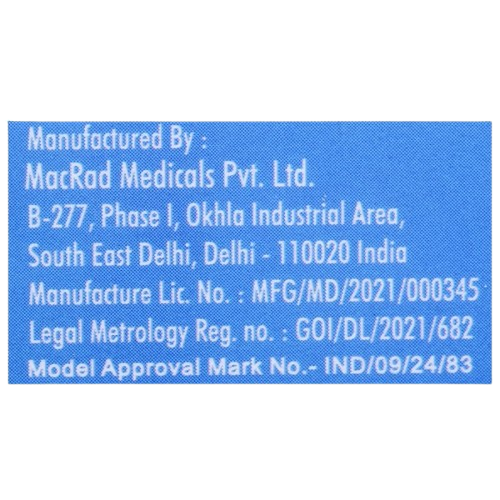 Manufactured By :
MacRad Medicals Pvt. Ltd.
B-277, Phase I, Okhla Industrial Area,
South East Delhi, Delhi - 110020 India
Manufacture Lic. No. : MFG/MD/2021/000345
Legal Metrology Reg. no. : GOI/DL/2021/682
Model Approval Mark No.- IND/09/24/83